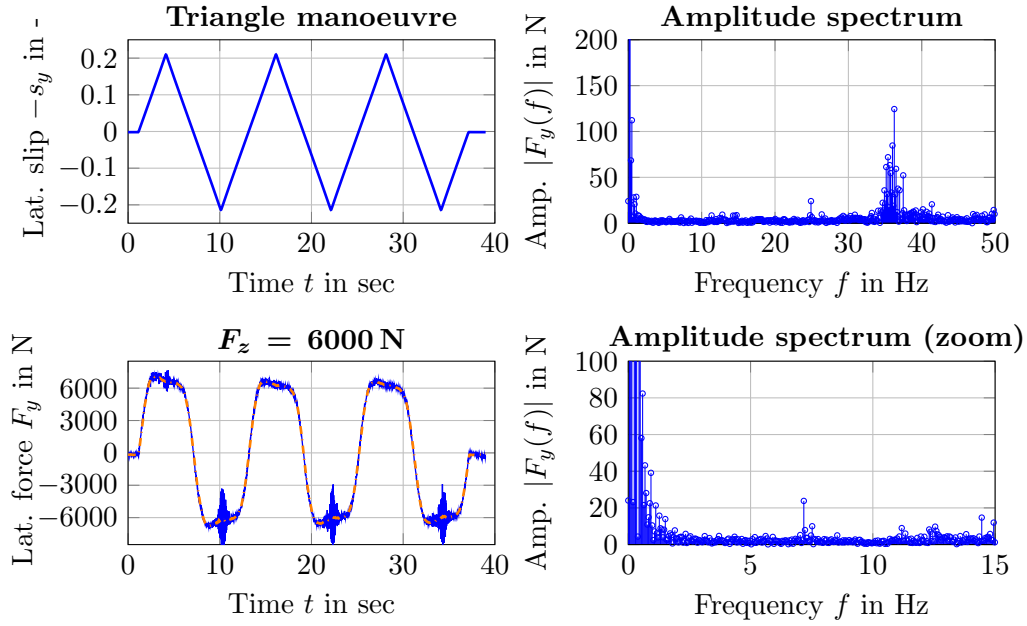 Triangle manoeuvre
Lat. slip −s_y in -
0.2
0.1
0
−0.1
−0.2
0 10 20 30 40
Time t in sec
Amplitude spectrum
Amp. |F_y(f)| in N
200
150
100
50
0
0 10 20 30 40 50
Frequency f in Hz
F_z = 6000 N
Lat. force F_y in N
6000
3000
0
−3000
−6000
0 10 20 30 40
Time t in sec
Amplitude spectrum (zoom)
Amp. |F_y(f)| in N
100
80
60
40
20
0
0 5 10 15
Frequency f in Hz